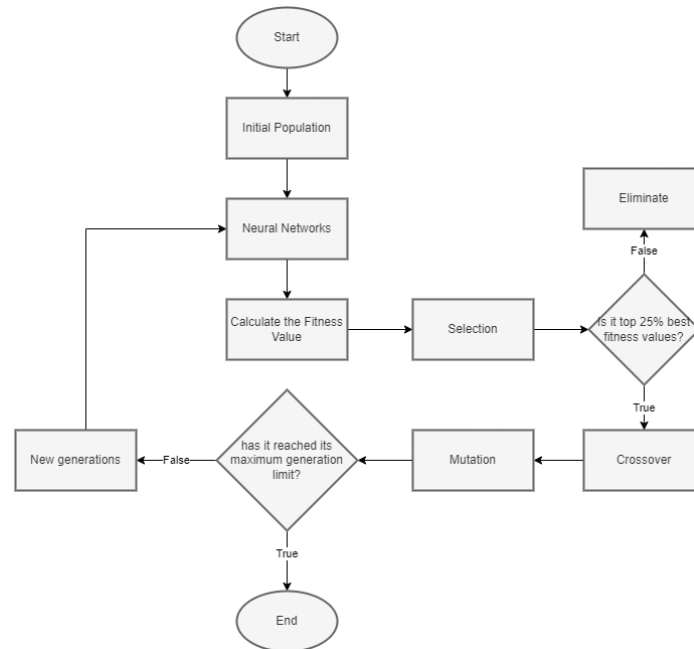 Start
Initial Population
Neural Networks
Eliminate
False
Calculate the Fitness
Value
Selection
Is it top 25% best
fitness values?
True
New generations
False
has it reached its
maximum generation
limit?
Mutation
Crossover
True
End